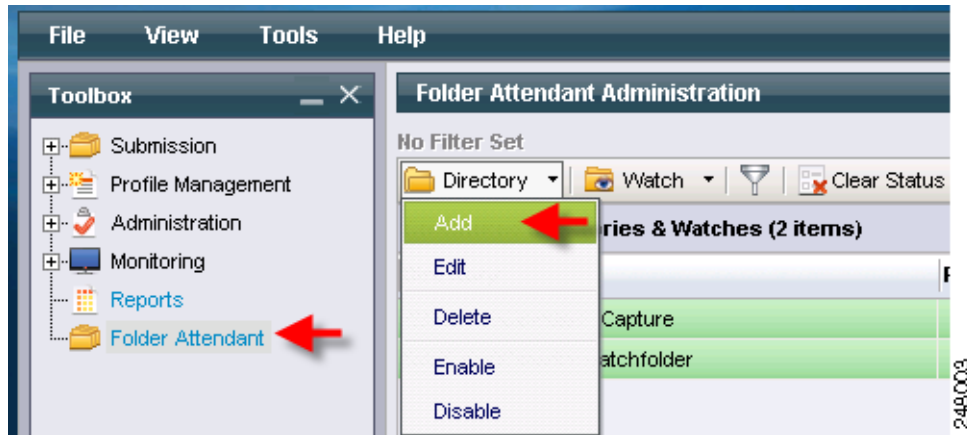 File View Tools Help
Toolbox
Folder Attendant Administration
No Filter Set
Submission
Profile Management
Administration
Monitoring
Reports
Folder Attendant
Directory Watch Clear Status
ries & Watches (2 items)
Add
Edit
Delete
Enable
Disable
Capture
atchfolder
248003